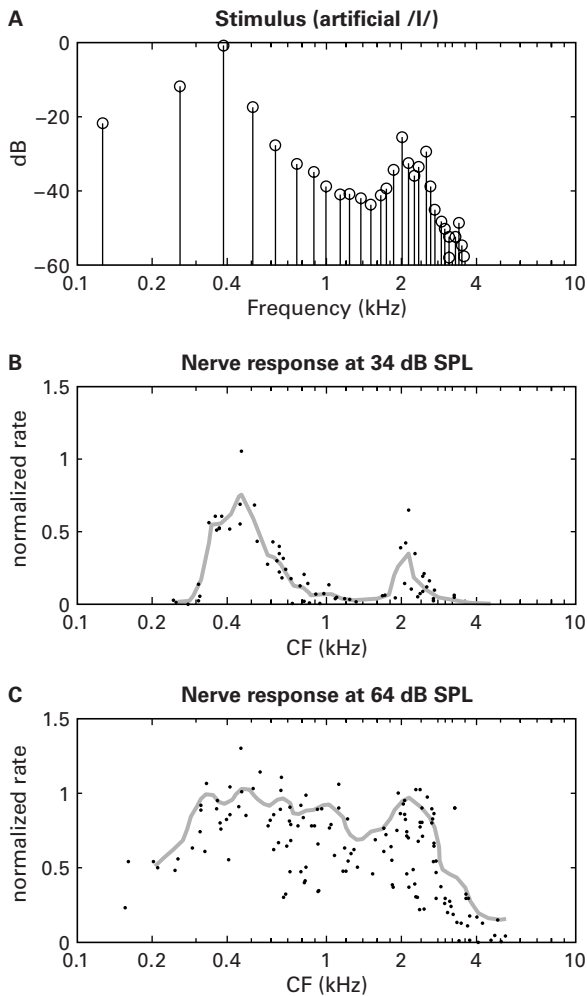 A Stimulus (artificial /I/)
dB
0
−20
−40
−60
0.1 0.2 0.4 1 2 4 10
Frequency (kHz)
B Nerve response at 34 dB SPL
normalized rate
1.5
1
0.5
0
0.1 0.2 0.4 1 2 4 10
CF (kHz)
C Nerve response at 64 dB SPL
normalized rate
1.5
1
0.5
0
0.1 0.2 0.4 1 2 4 10
CF (kHz)